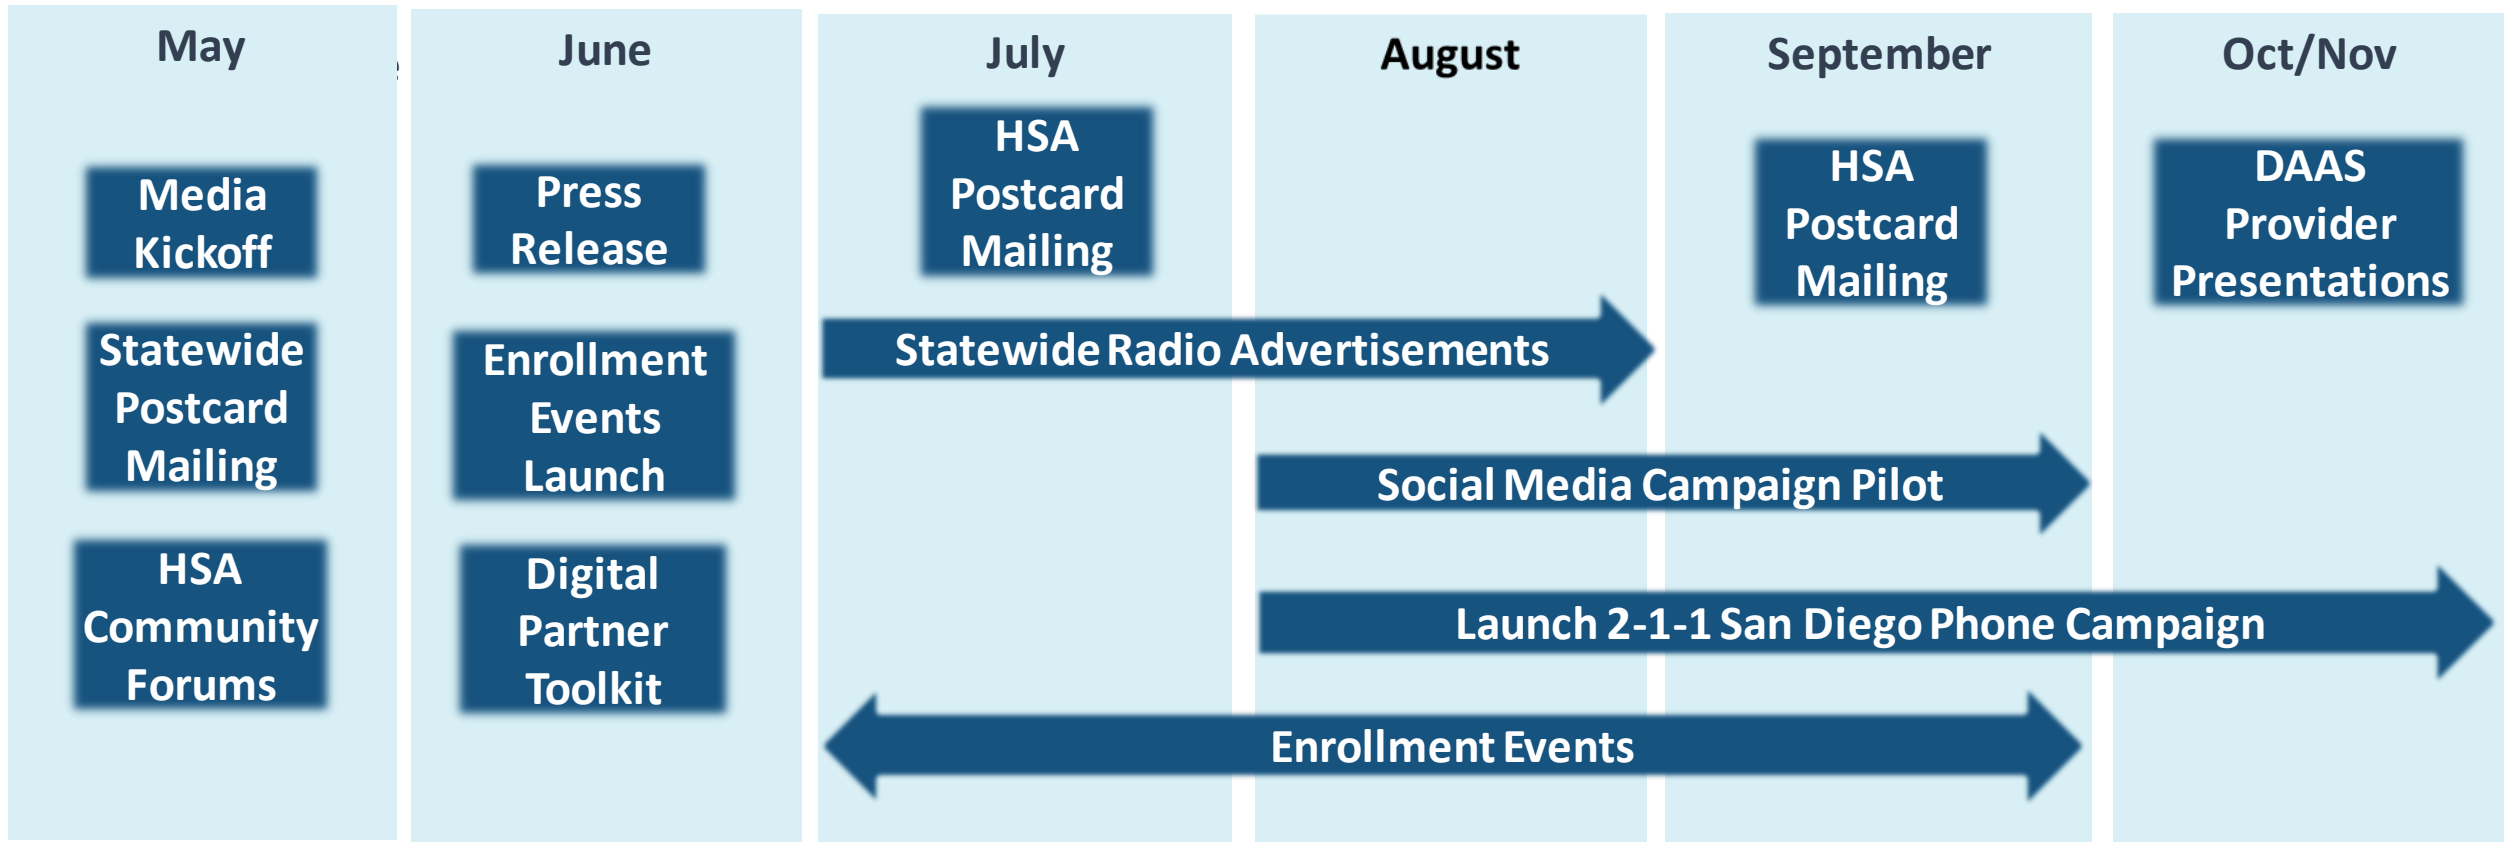 May
Media
Kickoff
Statewide
Postcard
Mailing
HSA
Community
Forums
June
Press
Release
Enrollment
Events
Launch
Digital
Partner
Toolkit
July
HSA
Postcard
Mailing
August
September
HSA
Postcard
Mailing
Oct/Nov
DAAS
Provider
Presentations
Statewide Radio Advertisements
Social Media Campaign Pilot
Launch 2-1-1 San Diego Phone Campaign
Enrollment Events